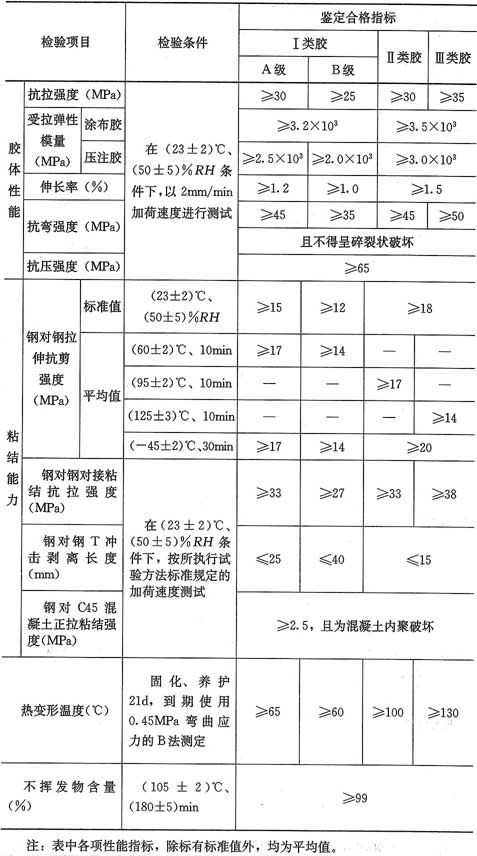 检验项目 检验条件 鉴定合格指标
Ⅰ类胶 Ⅱ类胶 Ⅲ类胶
A级 B级
胶体性能
抗拉强度(MPa) ≥30 ≥25 ≥30 ≥35
受拉弹性
模量
(MPa)
涂布胶 ≥3.2×10³ ≥3.5×10³
压注胶 ≥2.5×10³ ≥2.0×10³ ≥3.0×10³
伸长率(%) ≥1.2 ≥1.0 ≥1.5
抗弯强度(MPa) ≥45 ≥35 ≥45 ≥50
且不得呈碎裂状破坏
抗压强度(MPa) ≥65
在(23±2)℃、
(50±5)%RH 条
件下,以2mm/min
加荷速度进行测试
粘结能力
钢对钢拉
伸抗剪
强度
(MPa)
标准值
(23±2)℃、
(50±5)%RH
≥15 ≥12 ≥18
平均值
(60±2)℃、10min ≥17 ≥14 — —
(95±2)℃、10min — — ≥17 —
(125±3)℃、10min — — — ≥14
(−45±2)℃、30min ≥17 ≥14 ≥20
钢对钢对接粘
结抗拉强度
(MPa)
≥33 ≥27 ≥33 ≥38
钢对钢T冲
击剥离长度
(mm)
≤25 ≤40 ≤15
钢对C45混
凝土正拉粘结强
度(MPa)
≥2.5,且为混凝土内聚破坏
在(23±2)℃、
(50±5)%RH 条
件下,按所执行试
验方法标准规定的
加荷速度测试
热变形温度(℃)
固化、养护
21d,到期使用
0.45MPa弯曲应
力的B法测定
≥65 ≥60 ≥100 ≥130
不挥发物含量
(%)
(105±2)℃、
(180±5)min
≥99
注:表中各项性能指标,除标有标准值外,均为平均值。